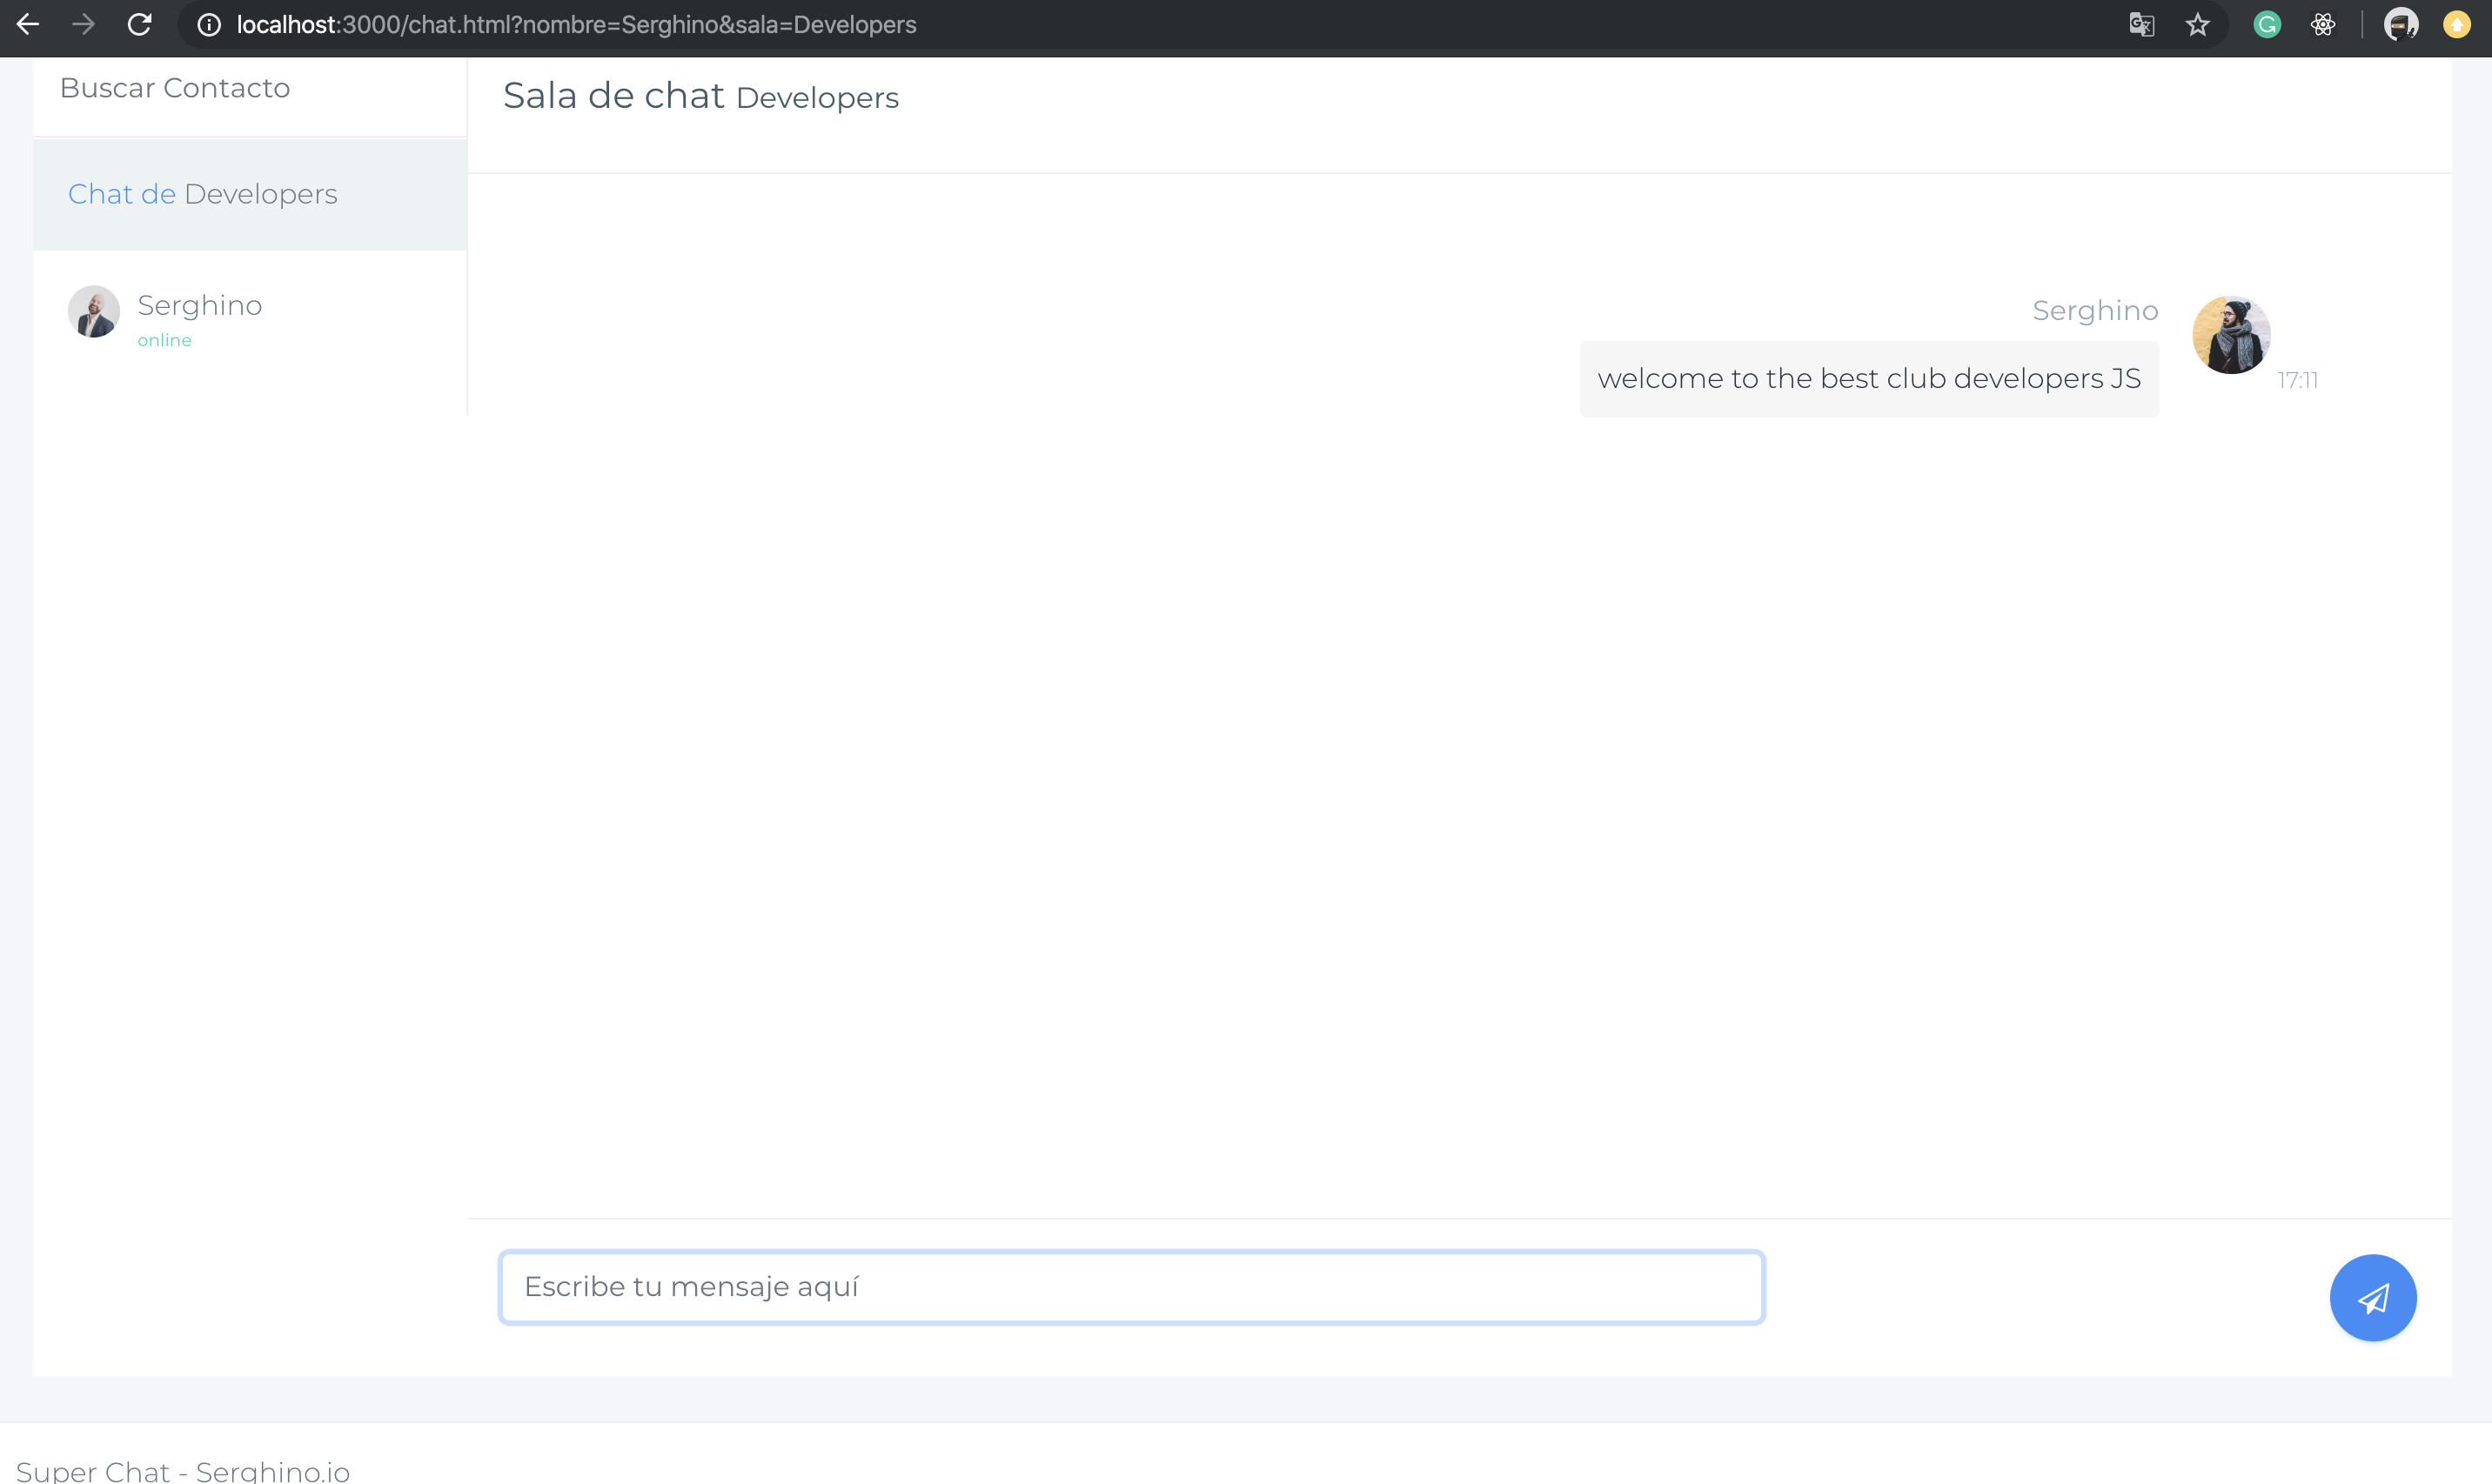 localhost:3000/chat.html?nombre=Serghino&sala=Developers
Buscar Contacto
Chat de Developers
Serghino
online
Sala de chat Developers
Serghino
welcome to the best club developers JS
17:11
Escribe tu mensaje aquí
Super Chat - Serghino.io